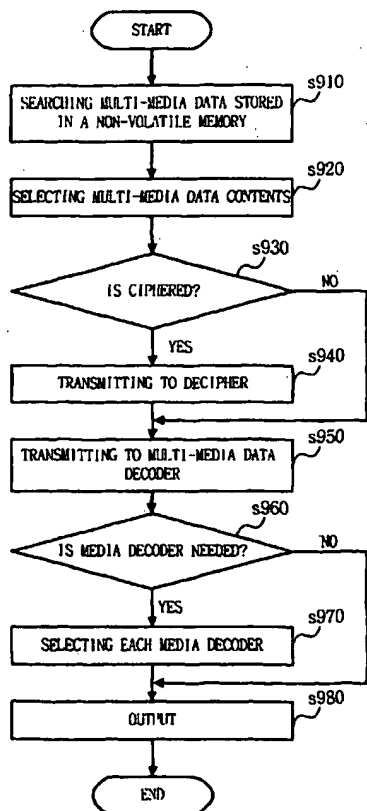 START
s910
SEARCHING MULTI-MEDIA DATA STORED
IN A NON-VOLATILE MEMORY
s920
SELECTING MULTI-MEDIA DATA CONTENTS
s930
IS CIPHERED?
NO
YES
s940
TRANSMITTING TO DECIPHER
s950
TRANSMITTING TO MULTI-MEDIA DATA
DECODER
s960
IS MEDIA DECODER NEEDED?
NO
YES
s970
SELECTING EACH MEDIA DECODER
s980
OUTPUT
END